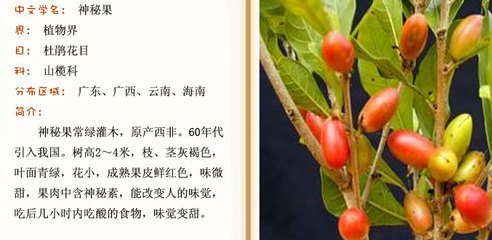 中文学名： 神秘果
界： 植物界
目： 杜鹃花目
科： 山榄科
分布区域： 广东、广西、云南、海南
简介：
神秘果常绿灌木，原产西非。60年代
引入我国。树高2～4米，枝、茎灰褐色，
叶面青绿，花小，成熟果皮鲜红色，味微
甜，果肉中含神秘素，能改变人的味觉，
吃后几小时内吃酸的食物，味觉变甜。